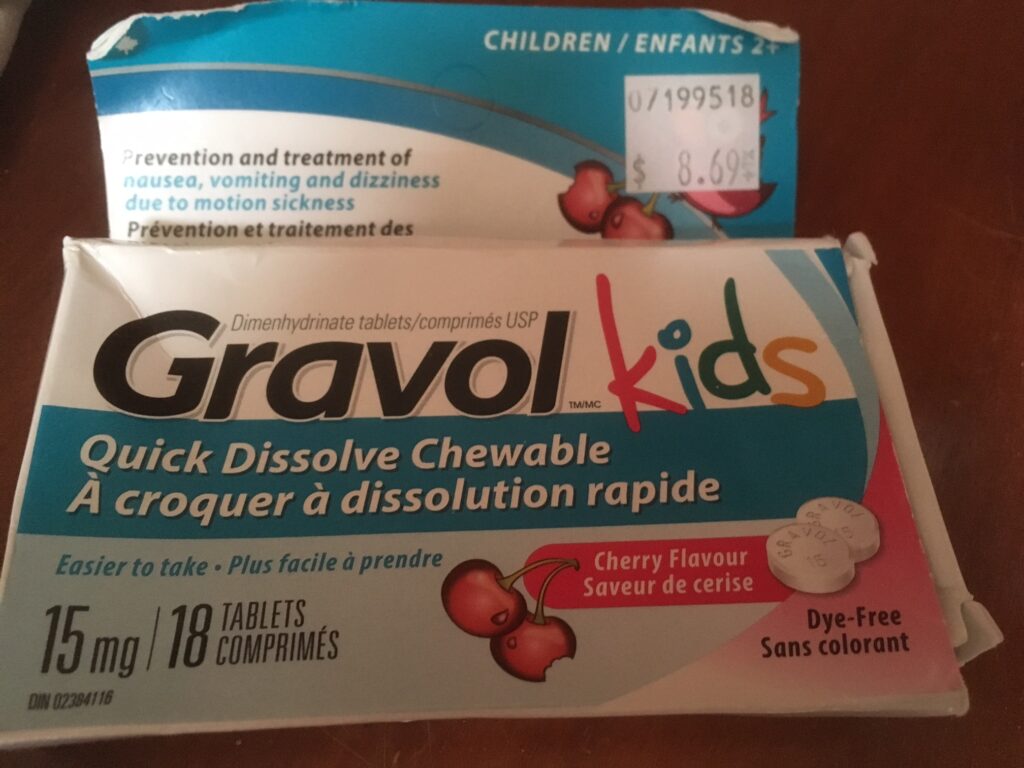 CHILDREN / ENFANTS 2+
07199518
$ 8.69
Prevention and treatment of
nausea, vomiting and dizziness
due to motion sickness
Prévention et traitement des
Dimenhydrinate tablets/comprimés USP
Gravol kids
TM/MC
Quick Dissolve Chewable
À croquer à dissolution rapide
Easier to take • Plus facile à prendre
Cherry Flavour
Saveur de cerise
15 mg / 18 TABLETS
COMPRIMÉS
Dye-Free
Sans colorant
DIN 02384116